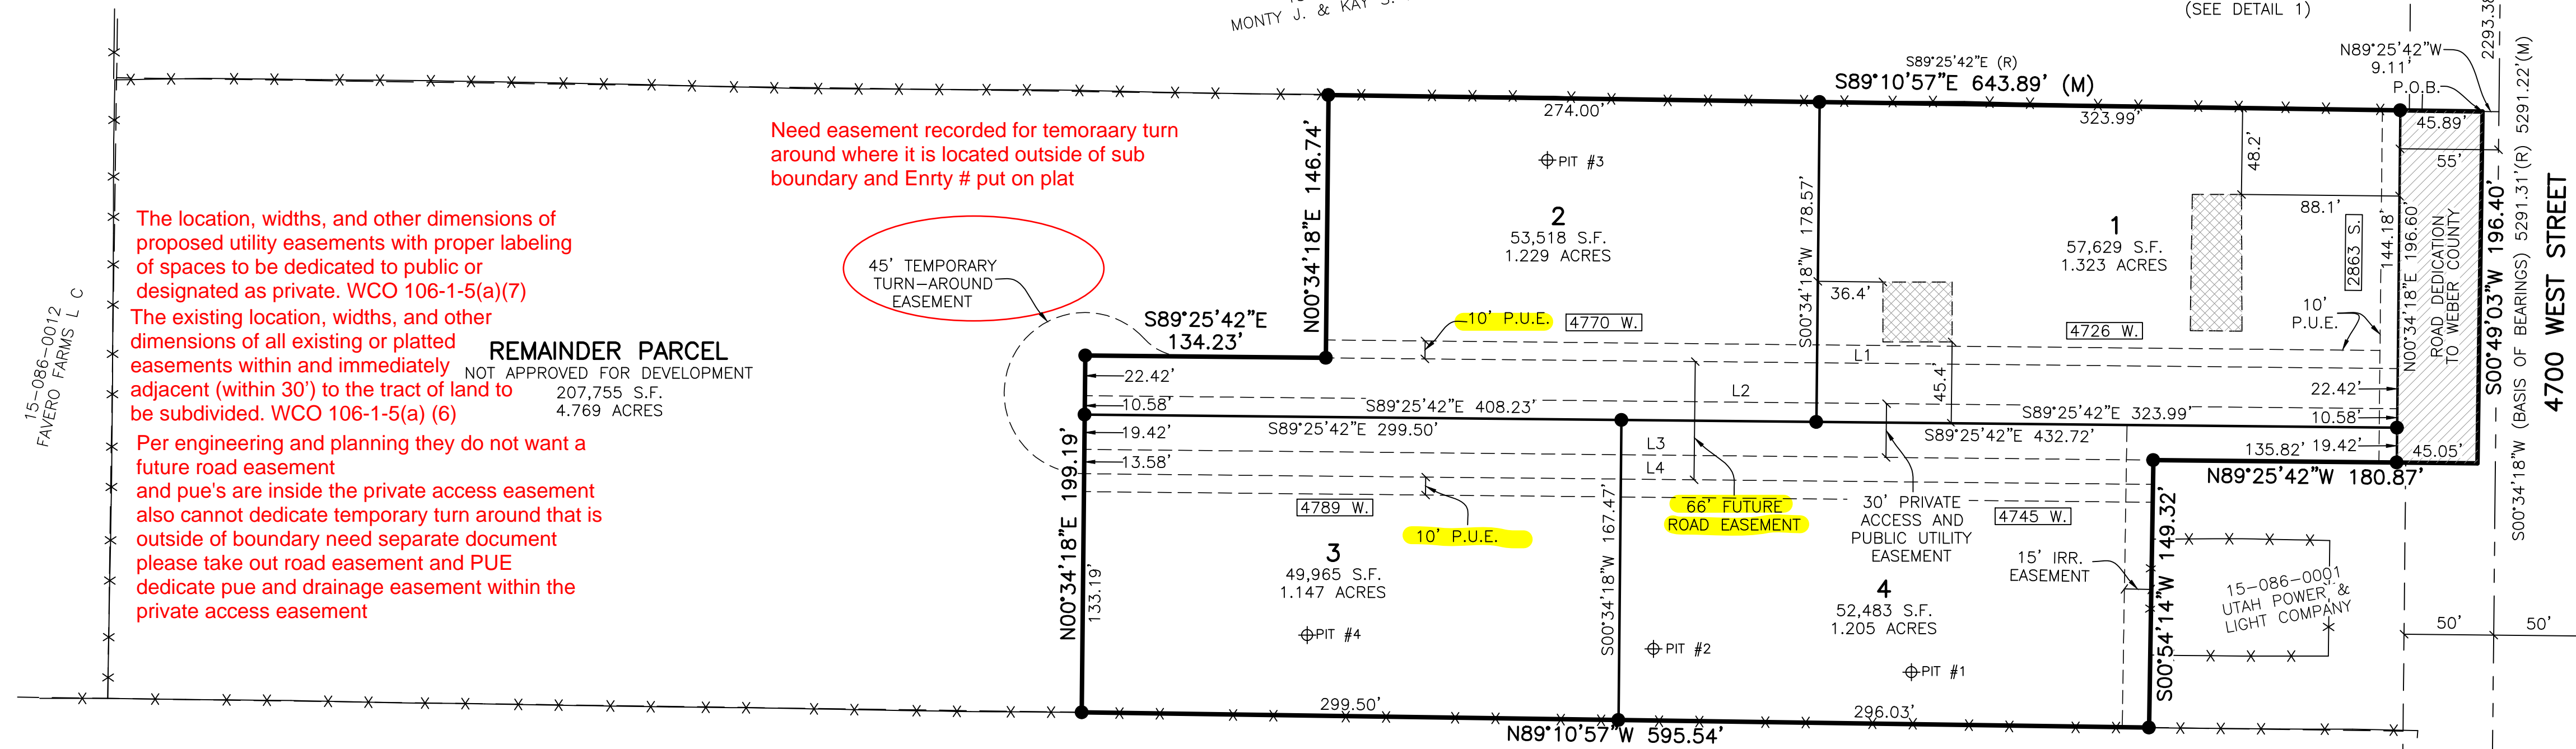 MONTY J. & KAY S.
(SEE DETAIL 1)
2293.38
N89°25'42"W
9.11'
P.O.B.
S89°25'42"E (R)
S89°10'57"E 643.89' (M)
274.00'
323.99'
45.89'
55'
Need easement recorded for temoraary turn
around where it is located outside of sub
boundary and Enrty # put on plat
The location, widths, and other dimensions of
proposed utility easements with proper labeling
of spaces to be dedicated to public or
designated as private. WCO 106-1-5(a)(7)
The existing location, widths, and other
dimensions of all existing or platted
easements within and immediately
adjacent (within 30') to the tract of land to
be subdivided. WCO 106-1-5(a) (6)
Per engineering and planning they do not want a
future road easement
and pue's are inside the private access easement
also cannot dedicate temporary turn around that is
outside of boundary need separate document
please take out road easement and PUE
dedicate pue and drainage easement within the
private access easement
15-086-0012
FAVERO FARMS L C
REMAINDER PARCEL
NOT APPROVED FOR DEVELOPMENT
207,755 S.F.
4.769 ACRES
45' TEMPORARY
TURN-AROUND
EASEMENT
S89°25'42"E
134.23'
N00°34'18"E 146.74'
PIT #3
2
53,518 S.F.
1.229 ACRES
10' P.U.E.
4770 W.
S00°34'18"W 178.57'
1
57,629 S.F.
1.323 ACRES
48.2'
88.1'
36.4'
45.4'
4726 W.
2863 S.
144.18'
N00°34'18"E 196.60'
10'
P.U.E.
ROAD DEDICATION
TO WEBER COUNTY
S00°49'03"W 196.40'
S00°34'18"W (BASIS OF BEARINGS) 5291.31'(R) 5291.22'(M)
4700 WEST STREET
L1
L2
L3
L4
22.42'
10.58'
19.42'
13.58'
S89°25'42"E 408.23'
S89°25'42"E 299.50'
S89°25'42"E 323.99'
S89°25'42"E 432.72'
22.42'
10.58'
135.82'
19.42'
45.05'
N89°25'42"W 180.87'
N00°34'18"E 199.19'
133.19'
4789 W.
10' P.U.E.
3
49,965 S.F.
1.147 ACRES
PIT #4
S00°34'18"W 167.47'
66' FUTURE
ROAD EASEMENT
30' PRIVATE
ACCESS AND
PUBLIC UTILITY
EASEMENT
4745 W.
15' IRR.
EASEMENT
4
52,483 S.F.
1.205 ACRES
PIT #2
PIT #1
S00°54'14"W 149.32'
15-086-0001
UTAH POWER &
LIGHT COMPANY
50'
50'
299.50'
296.03'
N89°10'57"W 595.54'